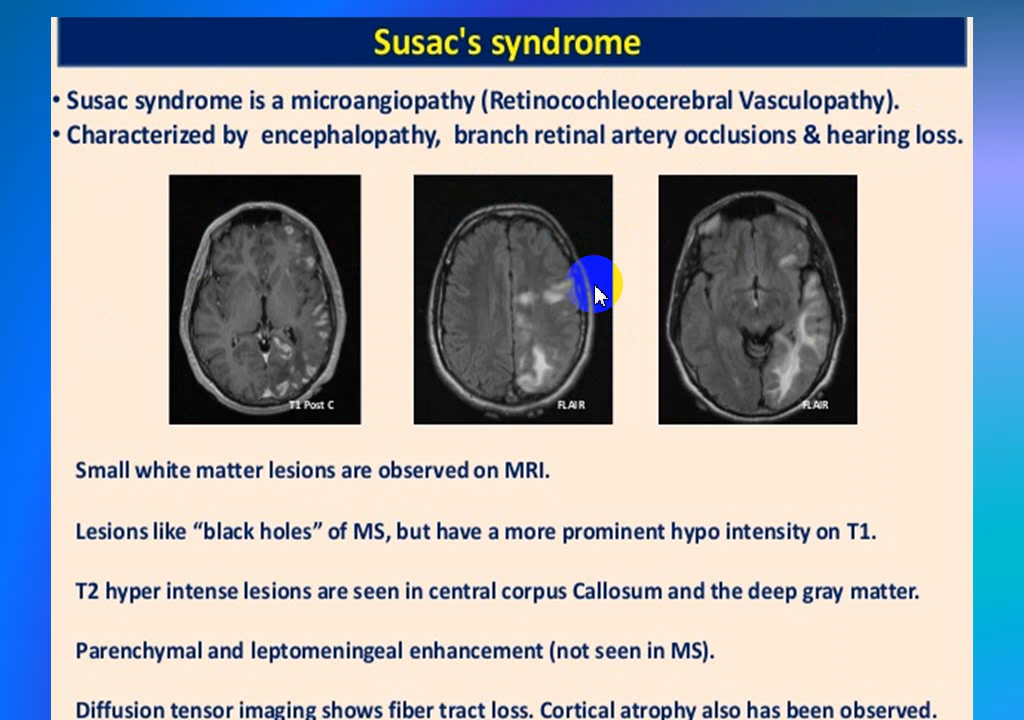 Susac's syndrome
• Susac syndrome is a microangiopathy (Retinocochleocerebral Vasculopathy).
• Characterized by encephalopathy, branch retinal artery occlusions & hearing loss.
T1 Post C
FLAIR
FLAIR
Small white matter lesions are observed on MRI.
Lesions like “black holes” of MS, but have a more prominent hypo intensity on T1.
T2 hyper intense lesions are seen in central corpus Callosum and the deep gray matter.
Parenchymal and leptomeningeal enhancement (not seen in MS).
Diffusion tensor imaging shows fiber tract loss. Cortical atrophy also has been observed.